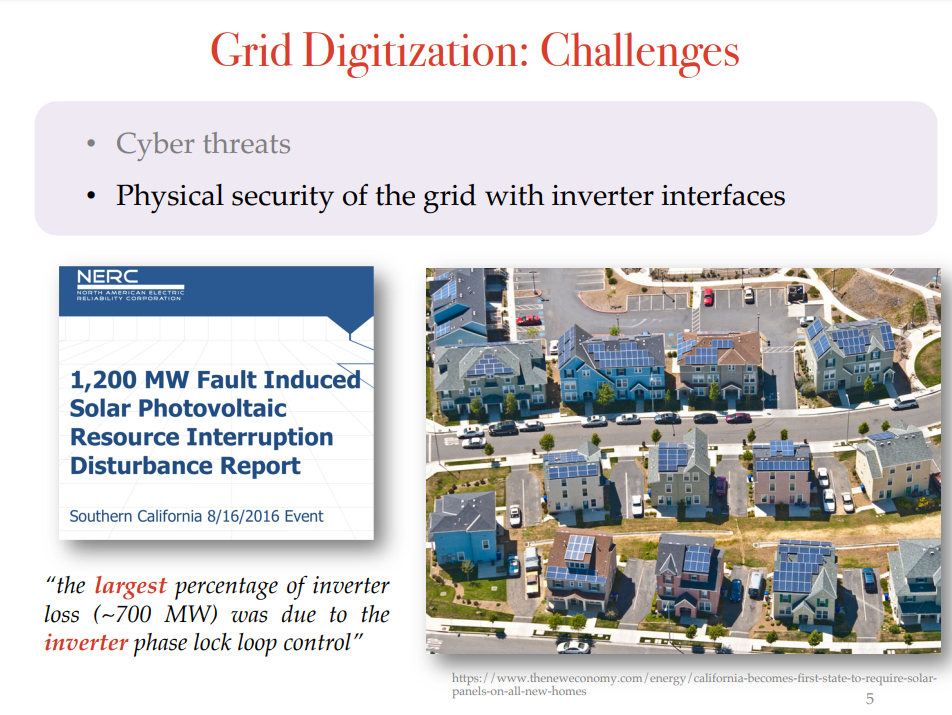 Grid Digitization: Challenges
• Cyber threats
• Physical security of the grid with inverter interfaces
NERC
NORTH AMERICAN ELECTRIC
RELIABILITY CORPORATION
1,200 MW Fault Induced
Solar Photovoltaic
Resource Interruption
Disturbance Report
Southern California 8/16/2016 Event
“the largest percentage of inverter
loss (~700 MW) was due to the
inverter phase lock loop control”
https://www.theneweconomy.com/energy/california-becomes-first-state-to-require-solar-
panels-on-all-new-homes
5